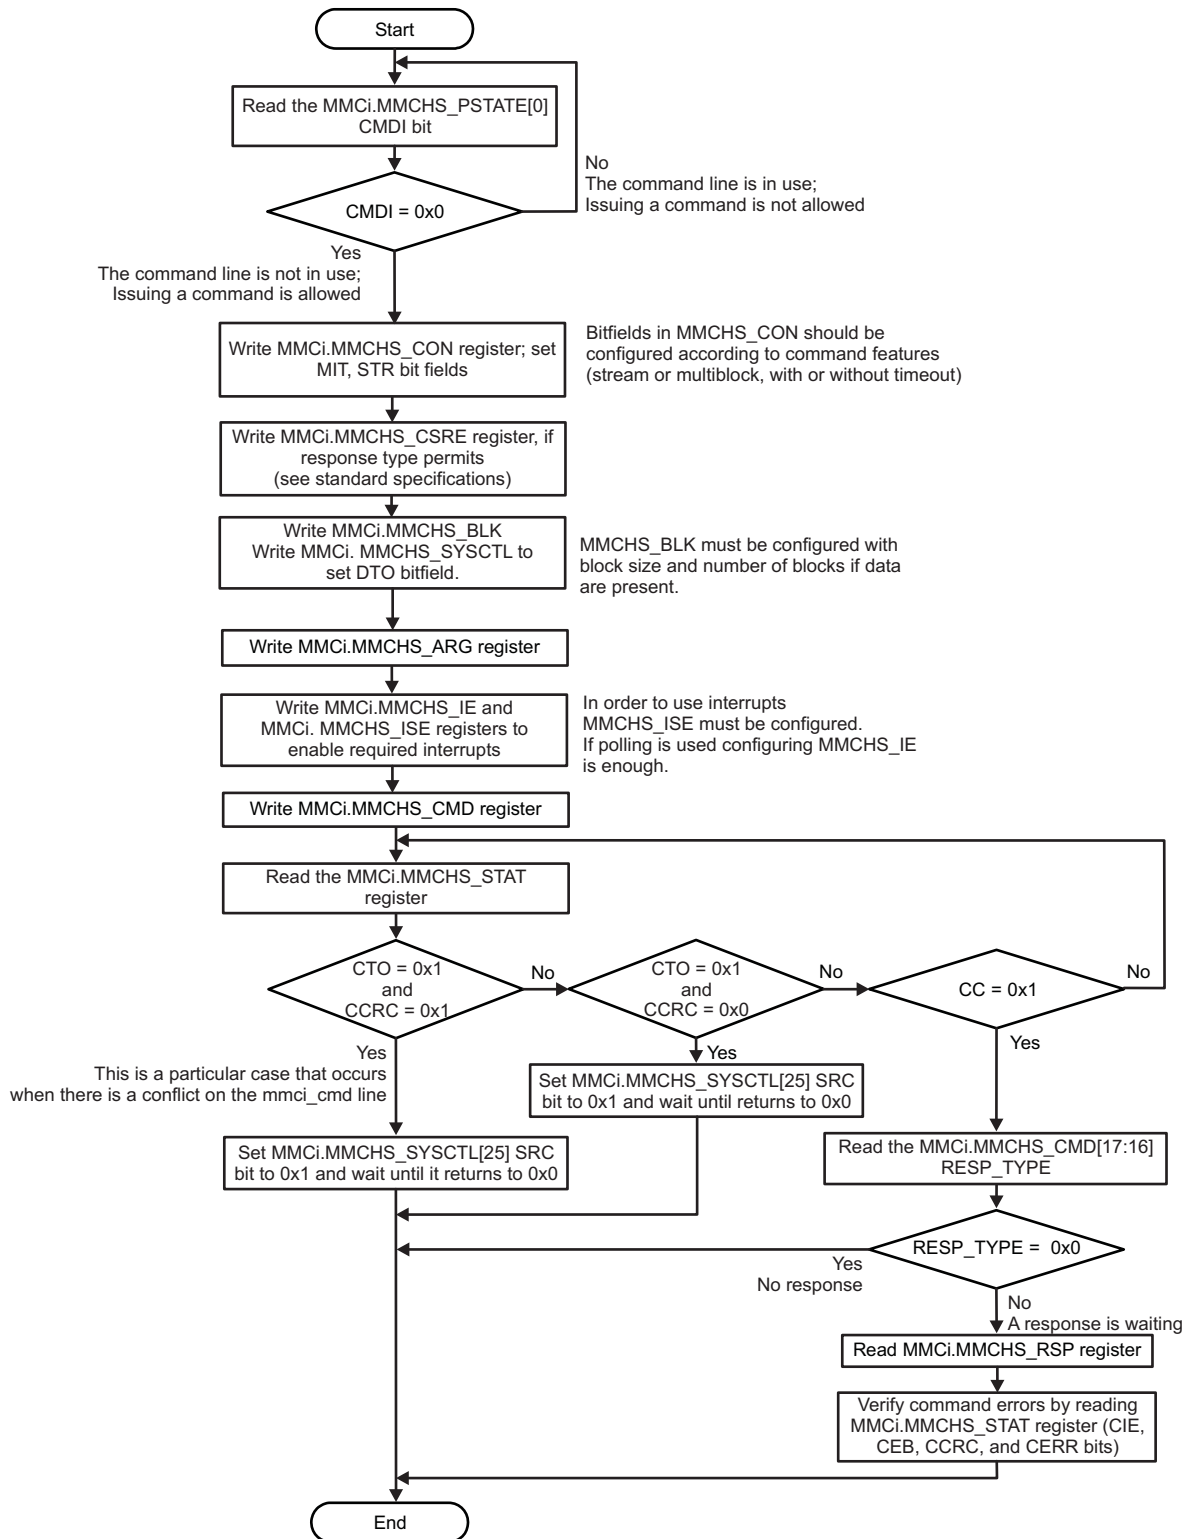 Start
Read the MMCi.MMCHS_PSTATE[0]
CMDI bit
No
The command line is in use;
Issuing a command is not allowed
CMDI = 0x0
Yes
The command line is not in use;
Issuing a command is allowed
Write MMCi.MMCHS_CON register; set
MIT, STR bit fields
Bitfields in MMCHS_CON should be
configured according to command features
(stream or multiblock, with or without timeout)
Write MMCi.MMCHS_CSRE register, if
response type permits
(see standard specifications)
Write MMCi.MMCHS_BLK
Write MMCi. MMCHS_SYSCTL to
set DTO bitfield.
MMCHS_BLK must be configured with
block size and number of blocks if data
are present.
Write MMCi.MMCHS_ARG register
Write MMCi.MMCHS_IE and
MMCi. MMCHS_ISE registers to
enable required interrupts
In order to use interrupts
MMCHS_ISE must be configured.
If polling is used configuring MMCHS_IE
is enough.
Write MMCi.MMCHS_CMD register
Read the MMCi.MMCHS_STAT
register
CTO = 0x1
and
CCRC = 0x1
No
CTO = 0x1
and
CCRC = 0x0
No
CC = 0x1
No
Yes
This is a particular case that occurs
when there is a conflict on the mmci_cmd line
Yes
Yes
Set MMCi.MMCHS_SYSCTL[25] SRC
bit to 0x1 and wait until returns to 0x0
Set MMCi.MMCHS_SYSCTL[25] SRC
bit to 0x1 and wait until it returns to 0x0
Read the MMCi.MMCHS_CMD[17:16]
RESP_TYPE
RESP_TYPE = 0x0
Yes
No response
No
A response is waiting
Read MMCi.MMCHS_RSP register
Verify command errors by reading
MMCi.MMCHS_STAT register (CIE,
CEB, CCRC, and CERR bits)
End